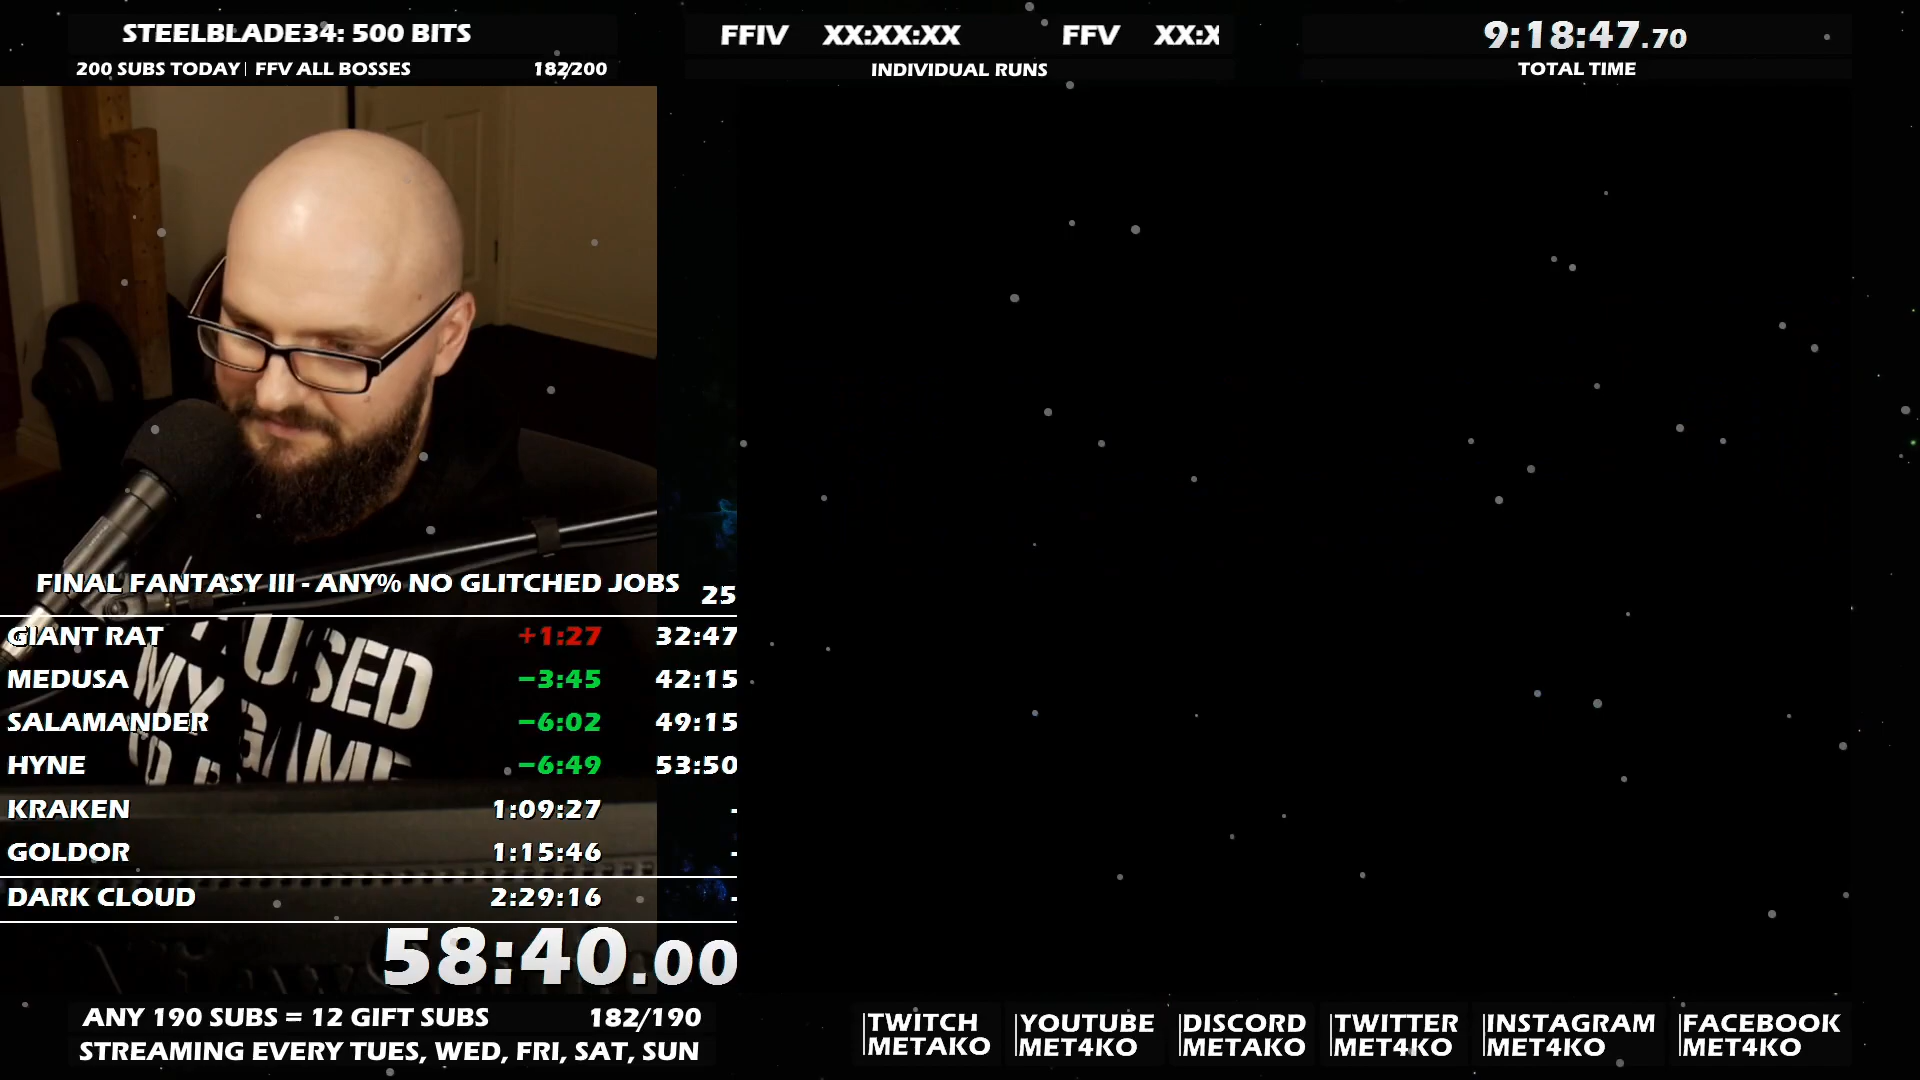 STEELBLADE34: 500 BITS
200 SUBS TODAY | FFV ALL BOSSES 182/200
FFIV XX:XX:XX FFV XX:X
INDIVIDUAL RUNS
9:18:47.70
TOTAL TIME
FINAL FANTASY III - ANY% NO GLITCHED JOBS 25
GIANT RAT +1:27 32:47
MEDUSA -3:45 42:15
SALAMANDER -6:02 49:15
HYNE -6:49 53:50
KRAKEN 1:09:27 -
GOLDOR 1:15:46 -
DARK CLOUD 2:29:16 -
58:40.00
USED
MY GAME
TO
ANY 190 SUBS = 12 GIFT SUBS 182/190
STREAMING EVERY TUES, WED, FRI, SAT, SUN
TWITCH
METAKO
YOUTUBE
MET4KO
DISCORD
METAKO
TWITTER
MET4KO
INSTAGRAM
MET4KO
FACEBOOK
MET4KO